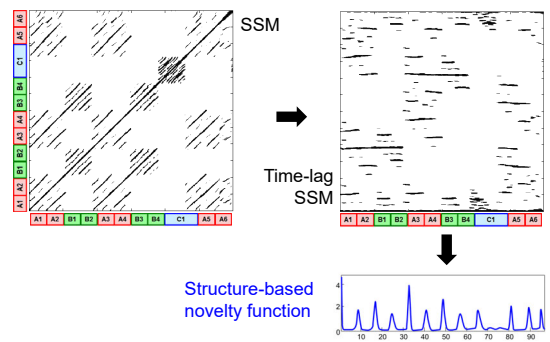 SSM
A6
A5
C1
B4
B3
A4
A3
B2
B1
A2
A1
A1 A2 B1 B2 A3 A4 B3 B4 C1 A5 A6
Time-lag
SSM
A1 A2 B1 B2 A3 A4 B3 B4 C1 A5 A6
Structure-based
novelty function
4
2
0
10 20 30 40 50 60 70 80 90